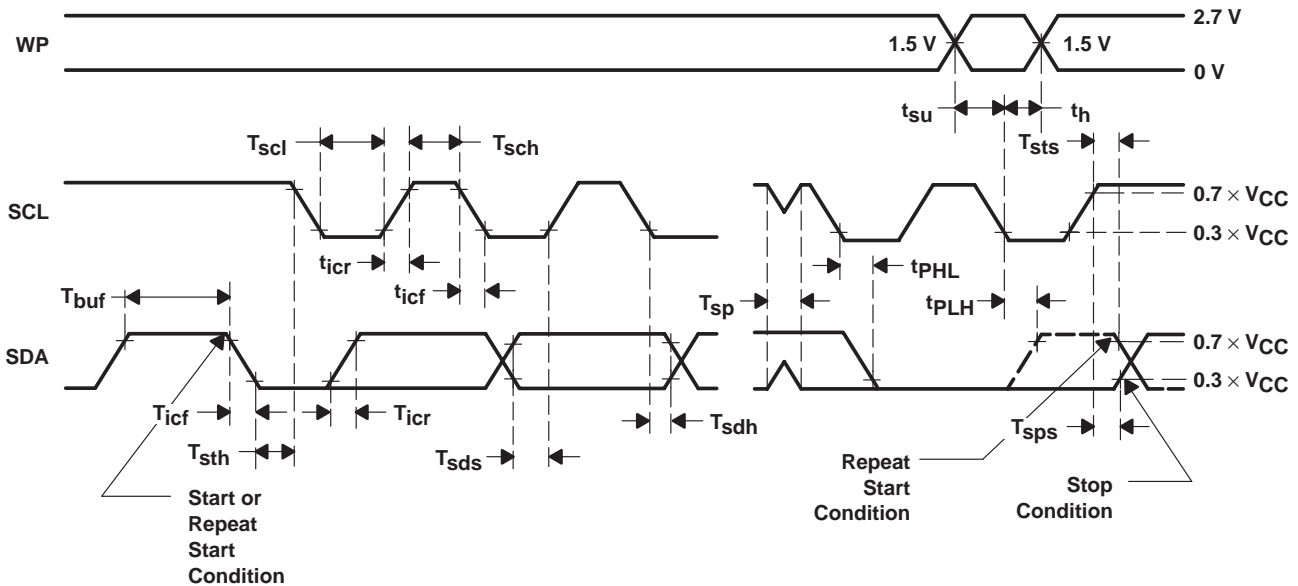 2.7 V
WP
1.5 V
1.5 V
0 V
tsu
th
Tscl
Tsch
Tsts
SCL
0.7 × VCC
0.3 × VCC
ticr
tPHL
Tbuf
ticf
Tsp
tPLH
SDA
0.7 × VCC
0.3 × VCC
Ticf
Ticr
Tsdh
Tsps
Tsth
Tsds
Start or
Repeat
Start
Condition
Repeat
Start
Condition
Stop
Condition